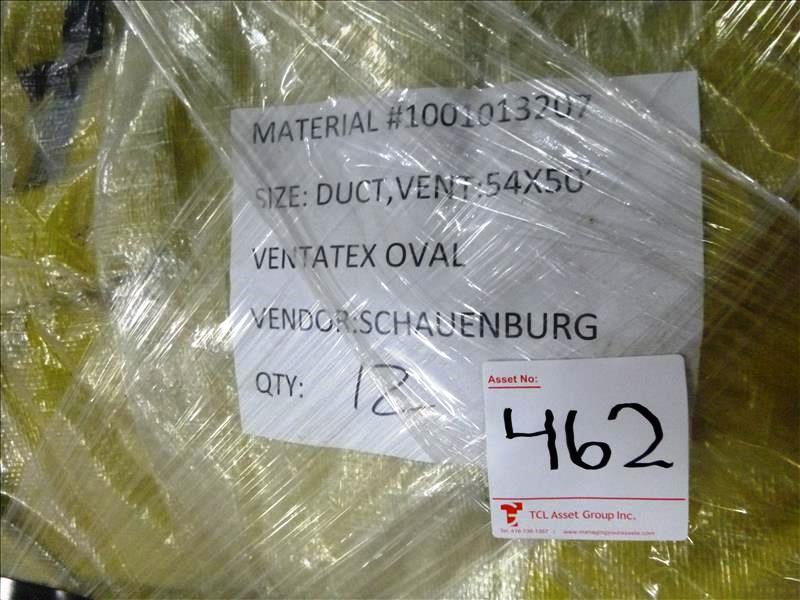 MATERIAL #1001013207
SIZE: DUCT,VENT:54X50'
VENTATEX OVAL
VENDOR:SCHAUENBURG
QTY: 12
Asset No:
462
TCL Asset Group Inc.